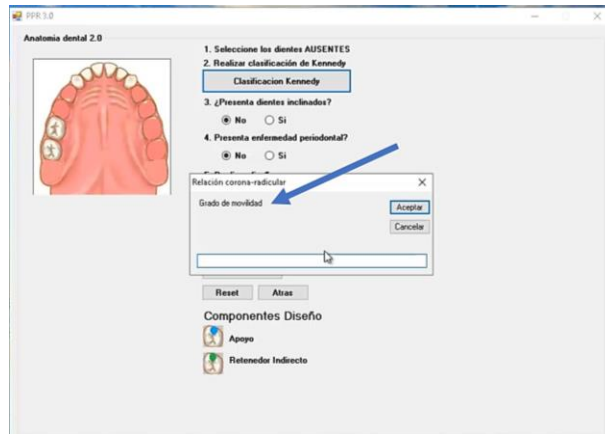 PPR 3.0
Anatomia dental 2.0
1. Seleccione los dientes AUSENTES
2. Realizar clasificación de Kennedy
Clasificacion Kennedy
3. ¿Presenta dientes inclinados?
No
Si
4. Presenta enfermedad periodontal?
No
Si
Relación corona-radicular
Grado de movilidad
Aceptar
Cancelar
Reset
Atras
Componentes Diseño
Apoyo
Retenedor Indirecto